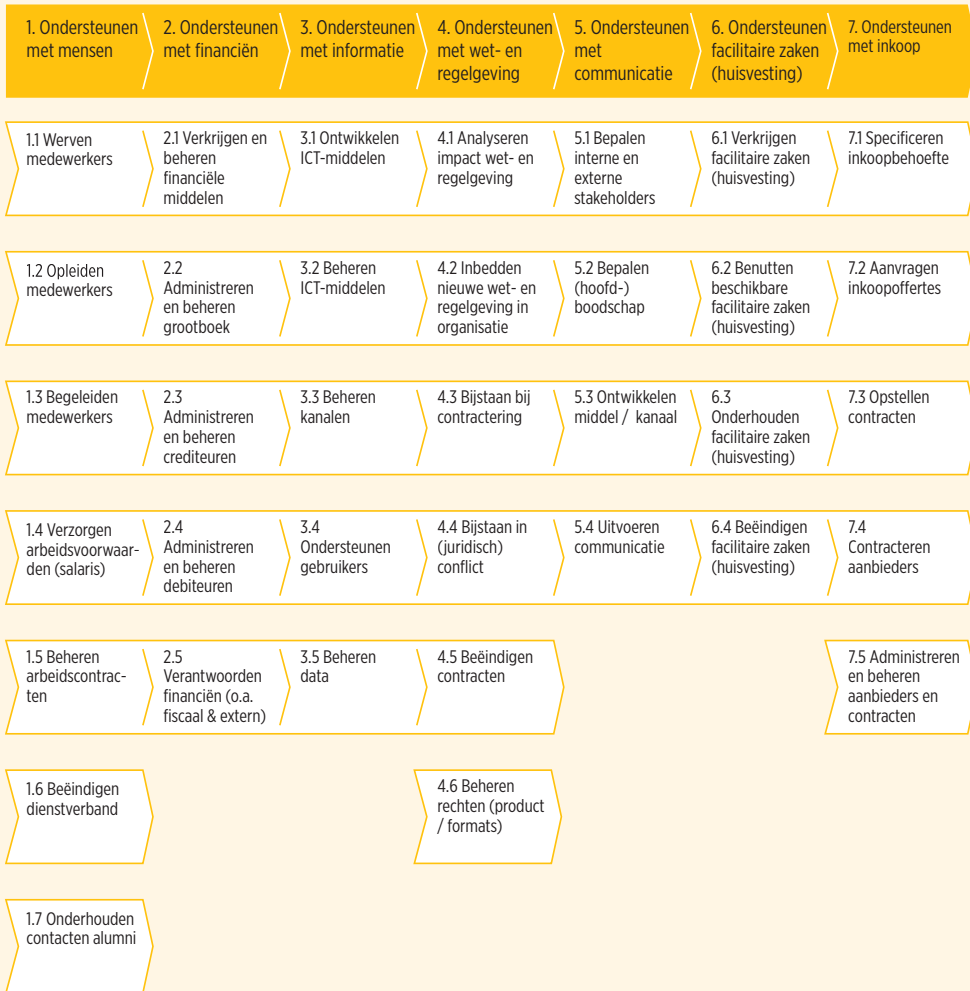 1. Ondersteunen
met mensen
2. Ondersteunen
met financiën
3. Ondersteunen
met informatie
4. Ondersteunen
met wet- en
regelgeving
5. Ondersteunen
met
communicatie
6. Ondersteunen
facilitaire zaken
(huisvesting)
7. Ondersteunen
met inkoop
1.1 Werven
medewerkers
2.1 Verkrijgen en
beheren
financiële
middelen
3.1 Ontwikkelen
ICT-middelen
4.1 Analyseren
impact wet- en
regelgeving
5.1 Bepalen
interne en
externe
stakeholders
6.1 Verkrijgen
facilitaire zaken
(huisvesting)
7.1 Specificeren
inkoopbehoefte
1.2 Opleiden
medewerkers
2.2
Administreren
en beheren
grootboek
3.2 Beheren
ICT-middelen
4.2 Inbedden
nieuwe wet- en
regelgeving in
organisatie
5.2 Bepalen
(hoofd-)
boodschap
6.2 Benutten
beschikbare
facilitaire zaken
(huisvesting)
7.2 Aanvragen
inkoopoffertes
1.3 Begeleiden
medewerkers
2.3
Administreren
en beheren
crediteuren
3.3 Beheren
kanalen
4.3 Bijstaan bij
contractering
5.3 Ontwikkelen
middel / kanaal
6.3
Onderhouden
facilitaire zaken
(huisvesting)
7.3 Opstellen
contracten
1.4 Verzorgen
arbeidsvoorwaar-
den (salaris)
2.4
Administreren
en beheren
debiteuren
3.4
Ondersteunen
gebruikers
4.4 Bijstaan in
(juridisch)
conflict
5.4 Uitvoeren
communicatie
6.4 Beëindigen
facilitaire zaken
(huisvesting)
7.4
Contracteren
aanbieders
1.5 Beheren
arbeidscontrac-
ten
2.5
Verantwoorden
financiën (o.a.
fiscaal & extern)
3.5 Beheren
data
4.5 Beëindigen
contracten
7.5 Administreren
en beheren
aanbieders en
contracten
1.6 Beëindigen
dienstverband
4.6 Beheren
rechten (product
/ formats)
1.7 Onderhouden
contacten alumni